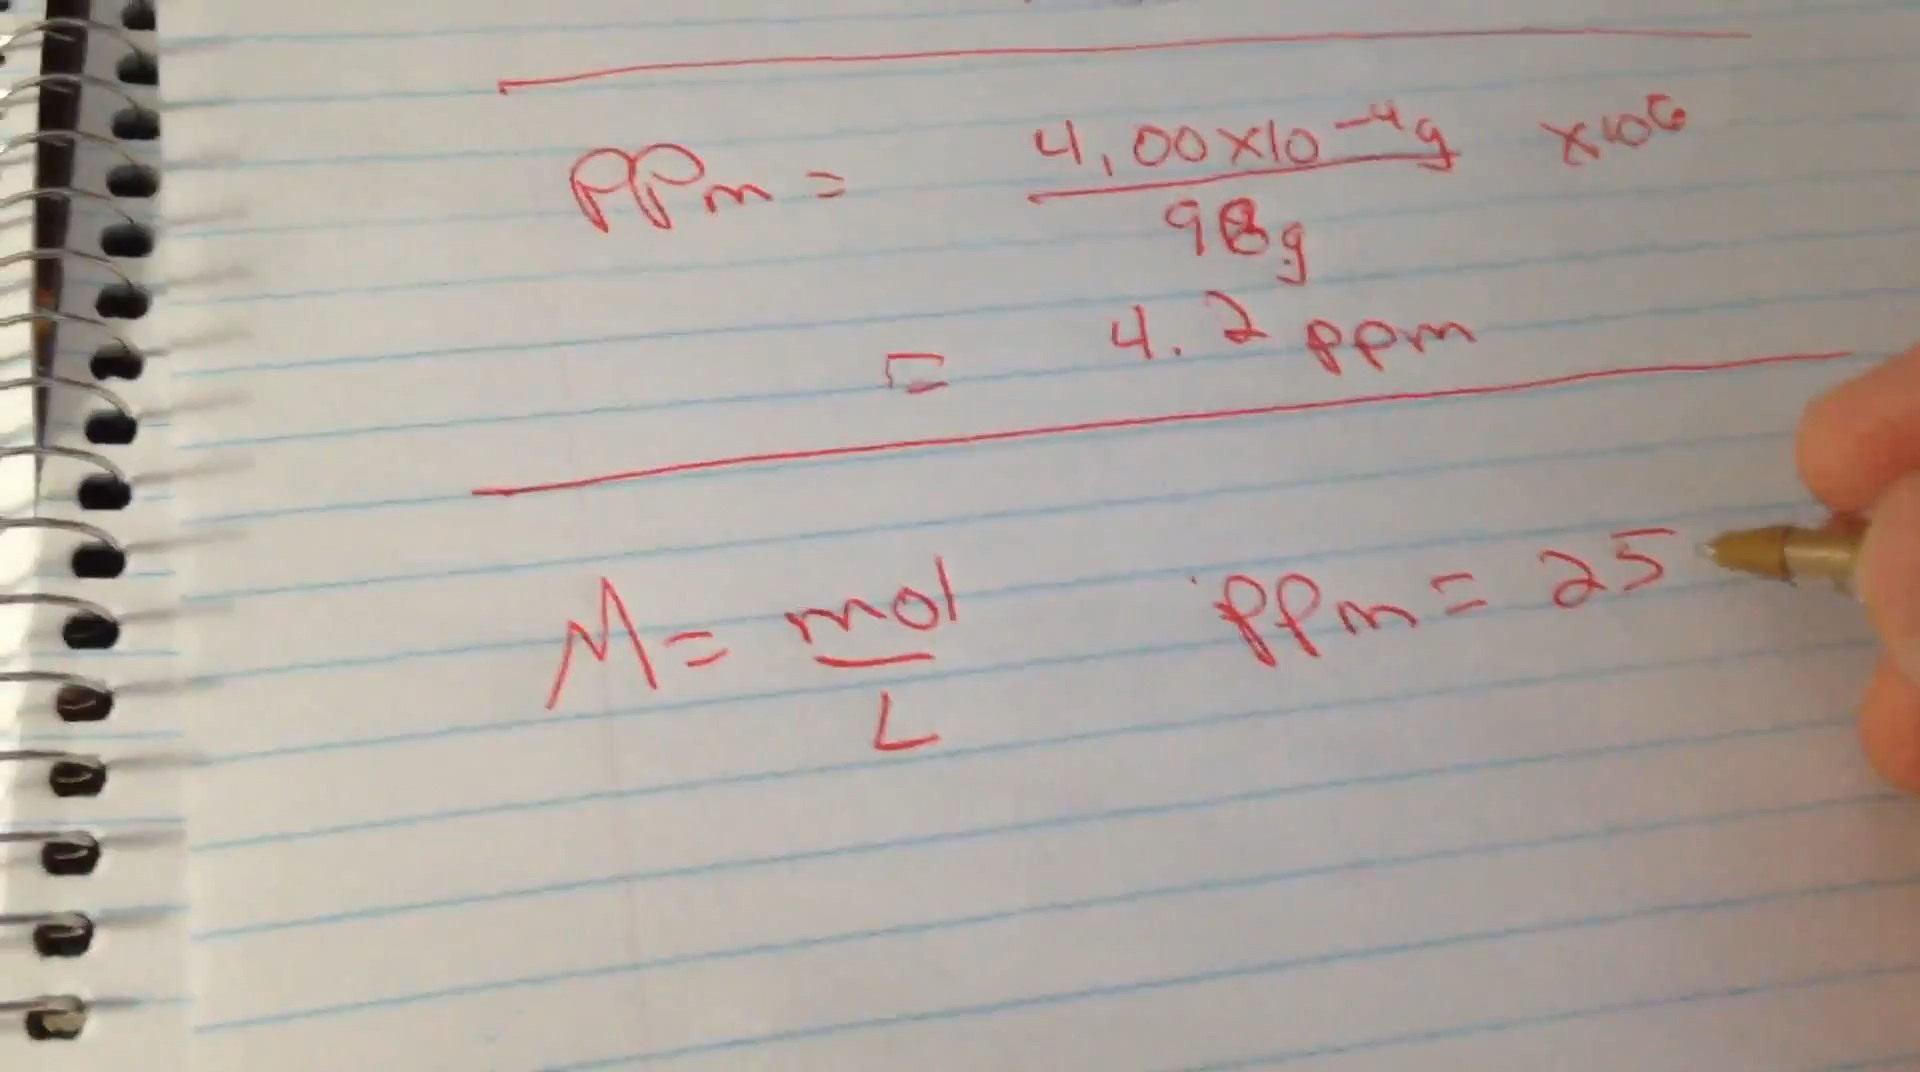 PPm = 4.00x10⁻⁴g x10⁶
98g
= 4.2 ppm
M = mol ppm = 25
L